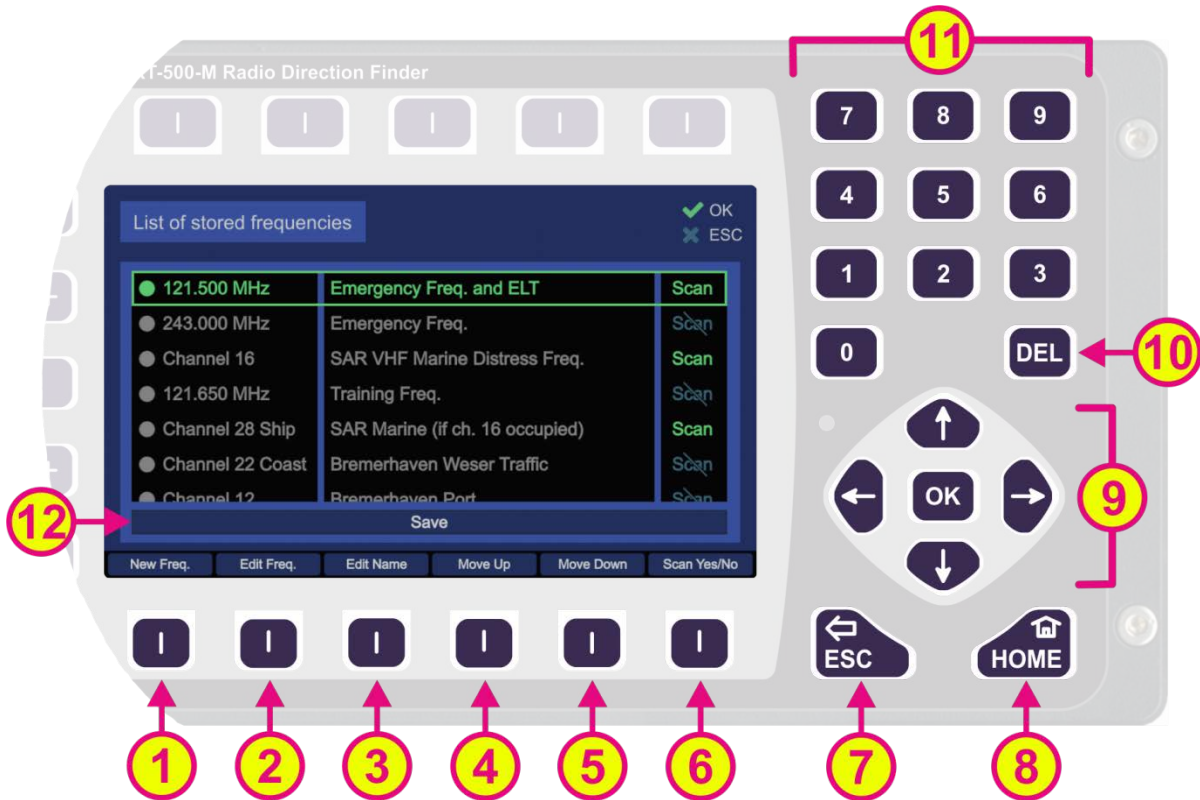 11
RT-500-M Radio Direction Finder
7 8 9
4 5 6
1 2 3
0 DEL
10
List of stored frequencies
OK
ESC
121.500 MHz Emergency Freq. and ELT Scan
243.000 MHz Emergency Freq. Scan
Channel 16 SAR VHF Marine Distress Freq. Scan
121.650 MHz Training Freq. Scan
Channel 28 Ship SAR Marine (if ch. 16 occupied) Scan
Channel 22 Coast Bremerhaven Weser Traffic Scan
Channel 12 Bremerhaven Port Scan
12
Save
New Freq. Edit Freq. Edit Name Move Up Move Down Scan Yes/No
OK
9
ESC
HOME
1 2 3 4 5 6 7 8